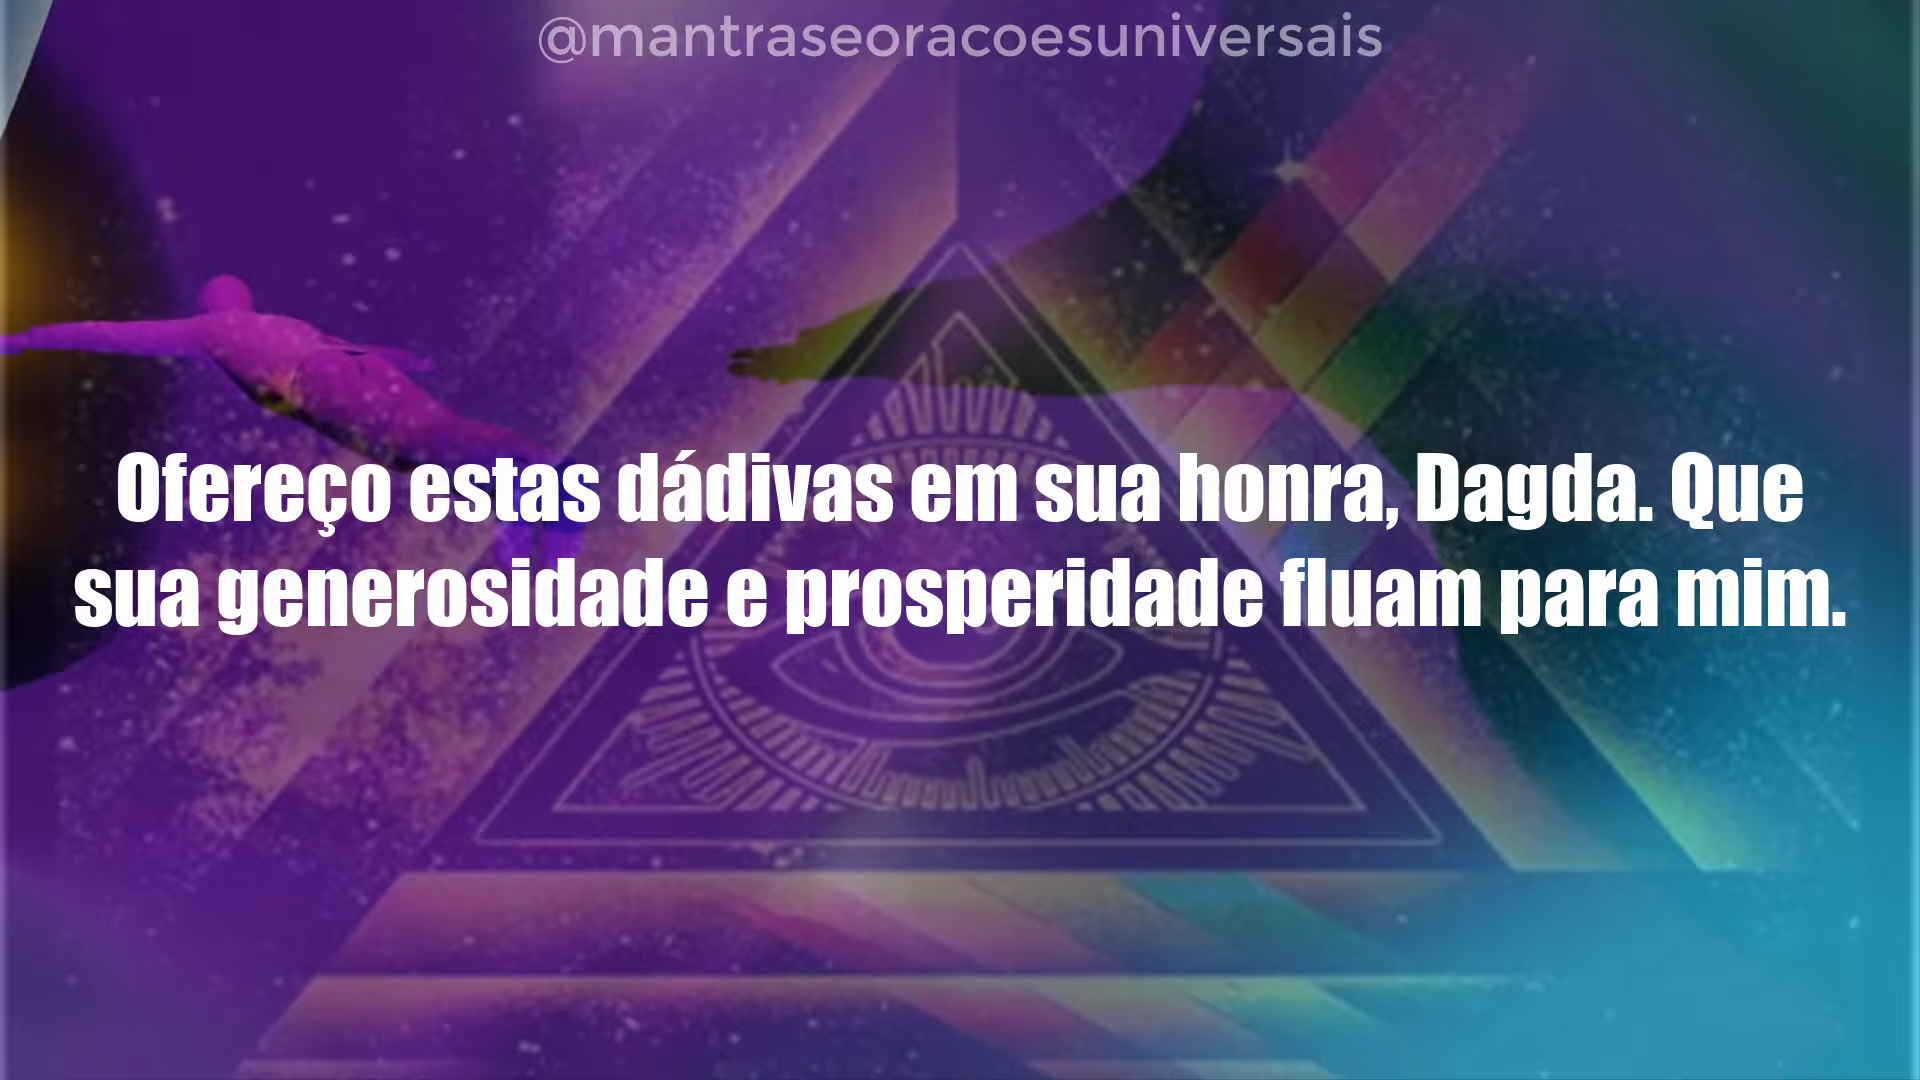 @mantraseoracoesuniversais
Ofereço estas dádivas em sua honra, Dagda. Que
sua generosidade e prosperidade fluam para mim.